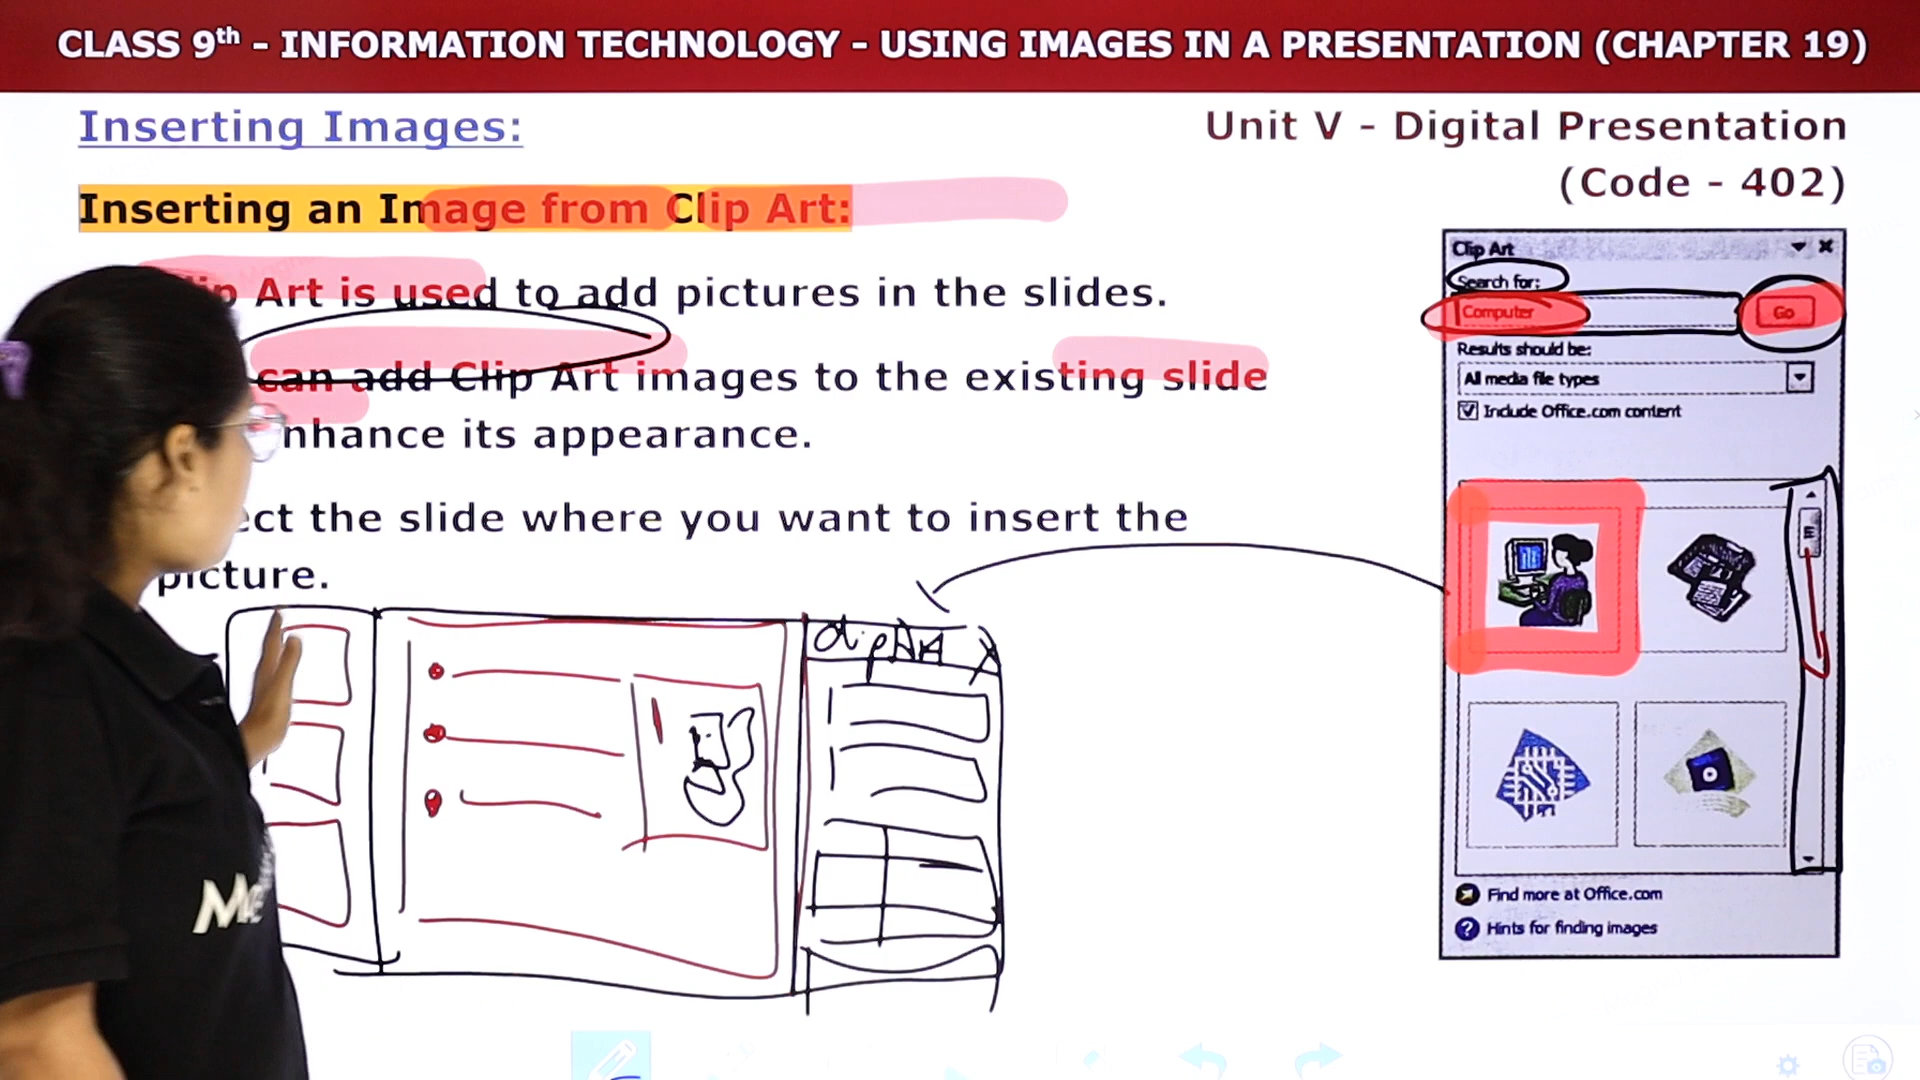 CLASS 9th - INFORMATION TECHNOLOGY - USING IMAGES IN A PRESENTATION (CHAPTER 19)
Inserting Images:
Unit V - Digital Presentation
(Code - 402)
Inserting an Image from Clip Art:
Clip Art is used to add pictures in the slides.
can add Clip Art images to the existing slide
enhance its appearance.
Select the slide where you want to insert the
picture.
Clip Art
Search for:
Computer
Go
Results should be:
All media file types
Include Office.com content
Find more at Office.com
Hints for finding images
ClipArt X